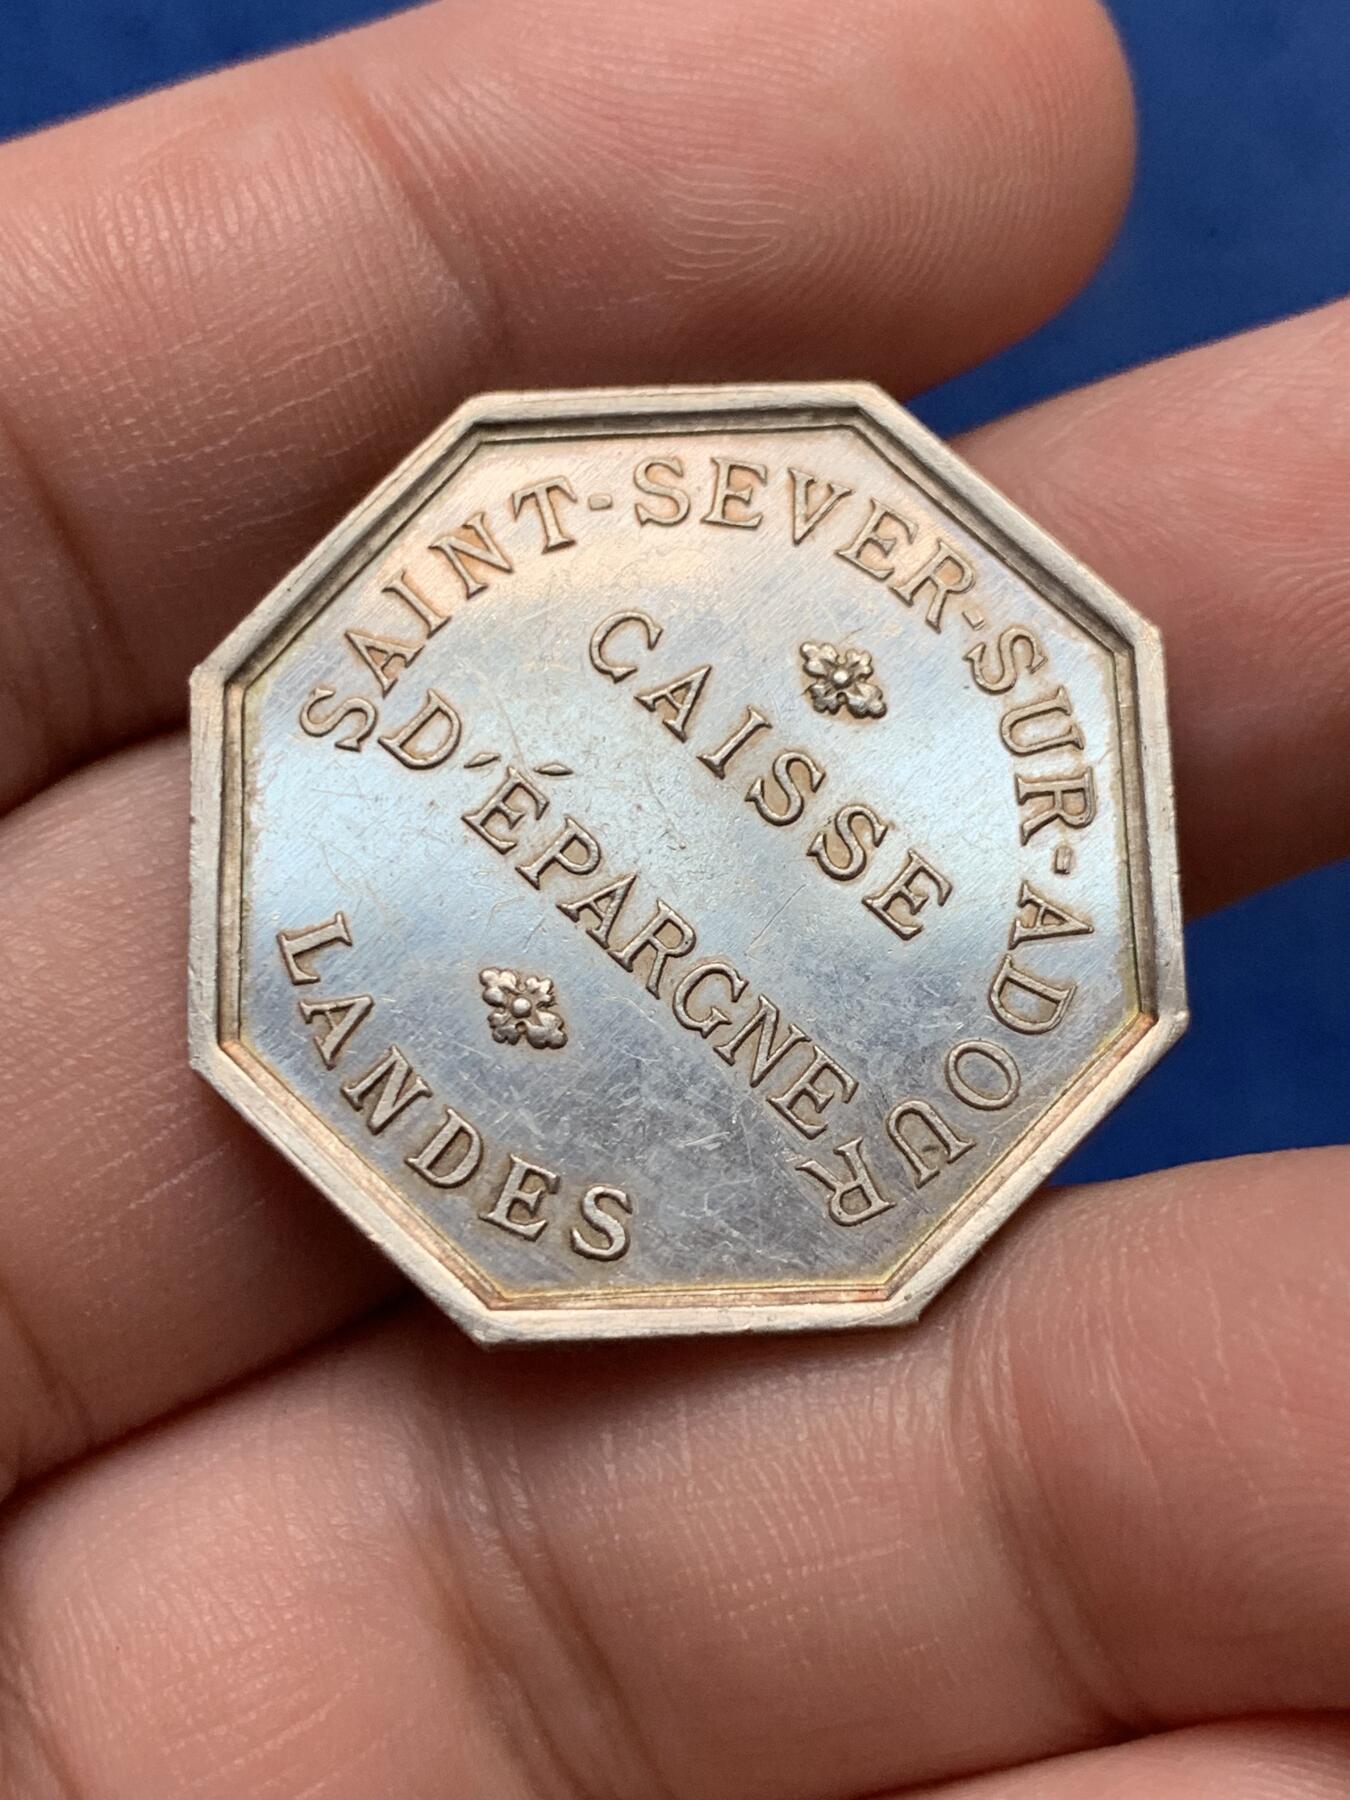 SAINT-SEVER-SUR-ADOUR
CAISSE
D'ÉPARGNE
LANDES